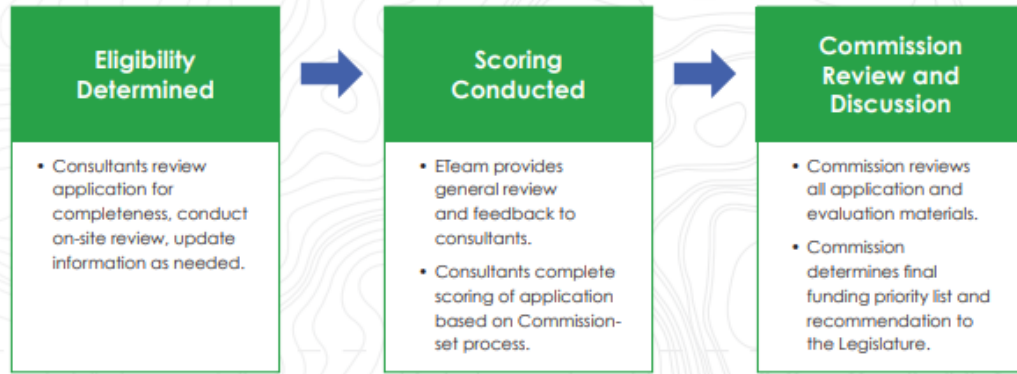 Eligibility
Determined
• Consultants review
application for
completeness, conduct
on-site review, update
information as needed.
Scoring
Conducted
• ETeam provides
general review
and feedback to
consultants.
• Consultants complete
scoring of application
based on Commission-
set process.
Commission
Review and
Discussion
• Commission reviews
all application and
evaluation materials.
• Commission
determines final
funding priority list and
recommendation to
the Legislature.